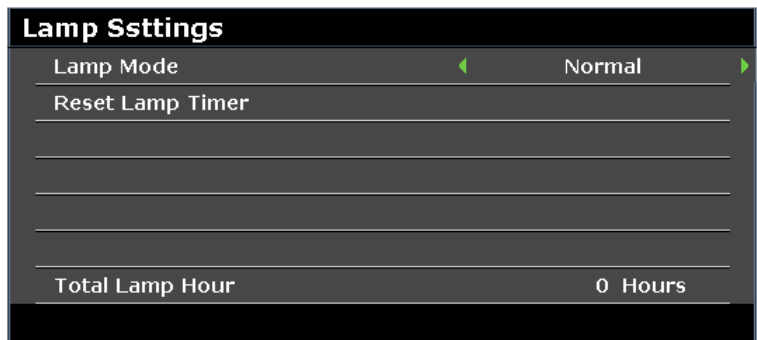 Lamp Ssttings
Lamp Mode Normal
Reset Lamp Timer
Total Lamp Hour 0 Hours